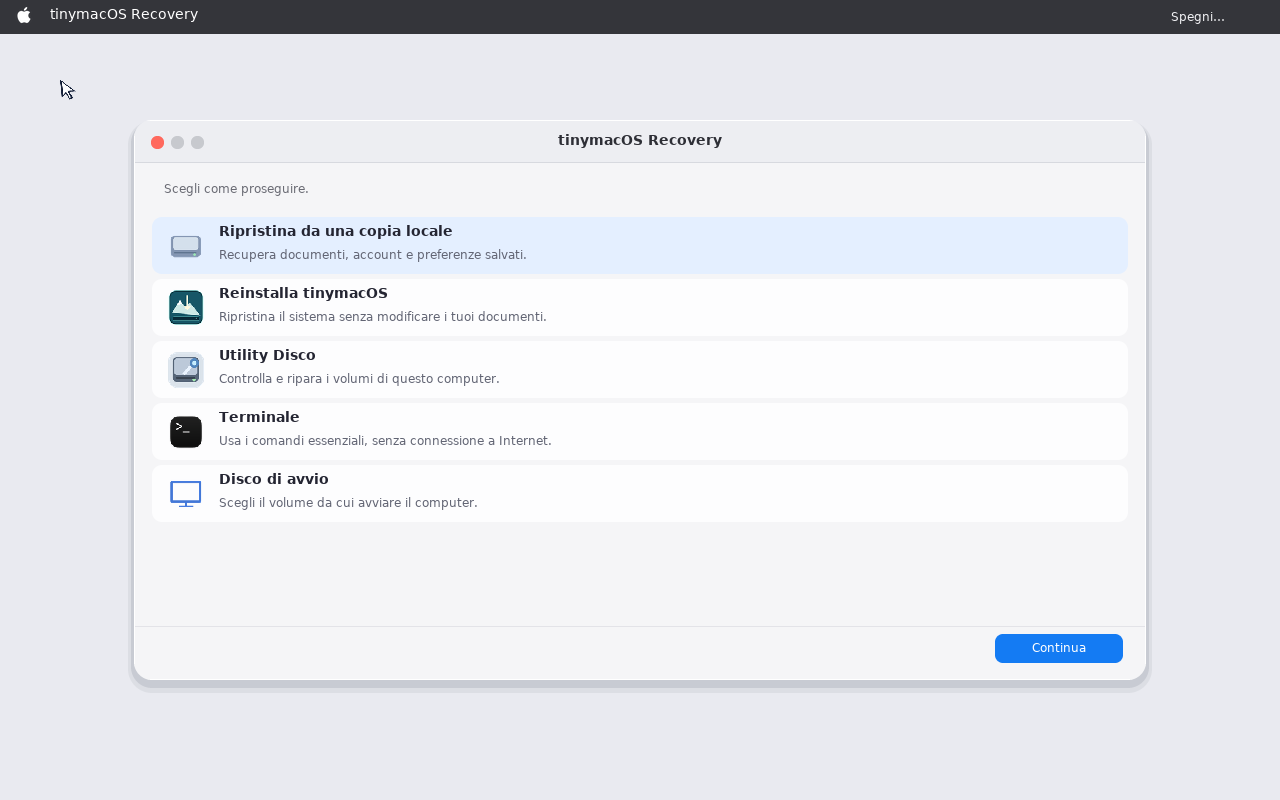 tinymacOS Recovery
Spegni...
tinymacOS Recovery
Scegli come proseguire.
Ripristina da una copia locale
Recupera documenti, account e preferenze salvati.
Reinstalla tinymacOS
Ripristina il sistema senza modificare i tuoi documenti.
Utility Disco
Controlla e ripara i volumi di questo computer.
Terminale
Usa i comandi essenziali, senza connessione a Internet.
Disco di avvio
Scegli il volume da cui avviare il computer.
Continua